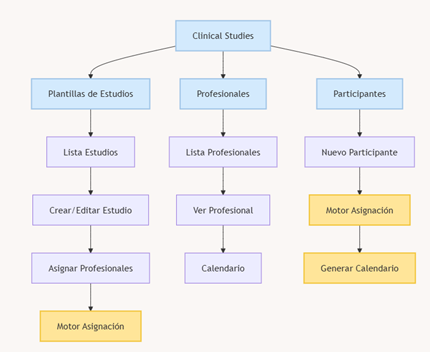 Clinical Studies
Plantillas de Estudios
Profesionales
Participantes
Lista Estudios
Lista Profesionales
Nuevo Participante
Crear/Editar Estudio
Ver Profesional
Motor Asignación
Asignar Profesionales
Calendario
Generar Calendario
Motor Asignación